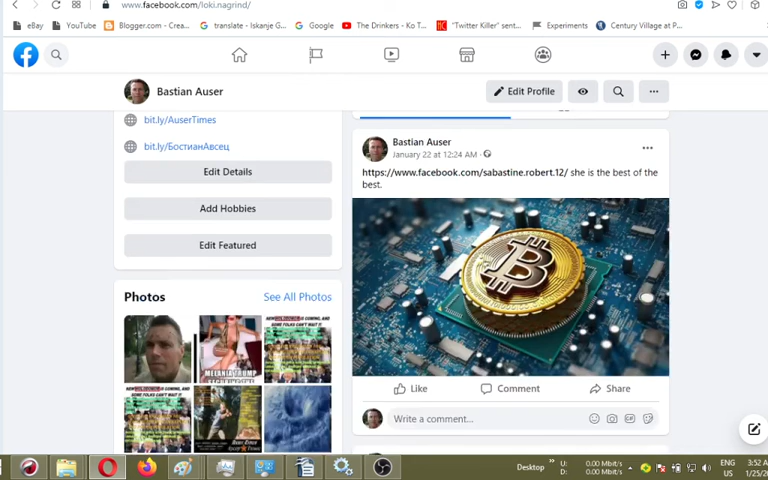 www.facebook.com/loki.nagrind/
eBay YouTube Blogger.com - Crea... translate - Iskanje G... Google The Drinkers - Ko T... "Twitter Killer" sent... Experiments Century Village at P...
Bastian Auser
Edit Profile
bit.ly/AuserTimes
bit.ly/БостианАвсец
Edit Details
Add Hobbies
Edit Featured
Photos
See All Photos
Bastian Auser
January 22 at 12:24 AM
https://www.facebook.com/sabastine.robert.12/ she is the best of the
best.
Like Comment Share
Write a comment...
MELANIA TRUMP
Desktop
U: 0.00 Mbit/s
D: 0.00 Mbit/s
ENG
US
3:52 A
1/25/20